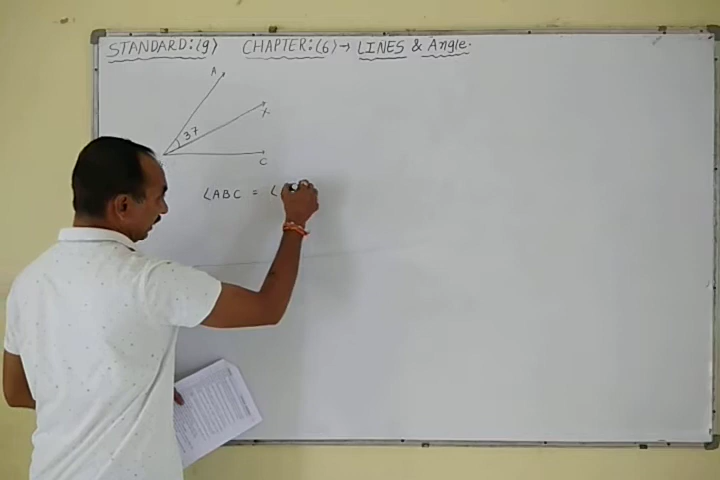 STANDARD:(9) CHAPTER:(6)→ LINES & Angle.
A
37
X
C
∠ABC = ∠